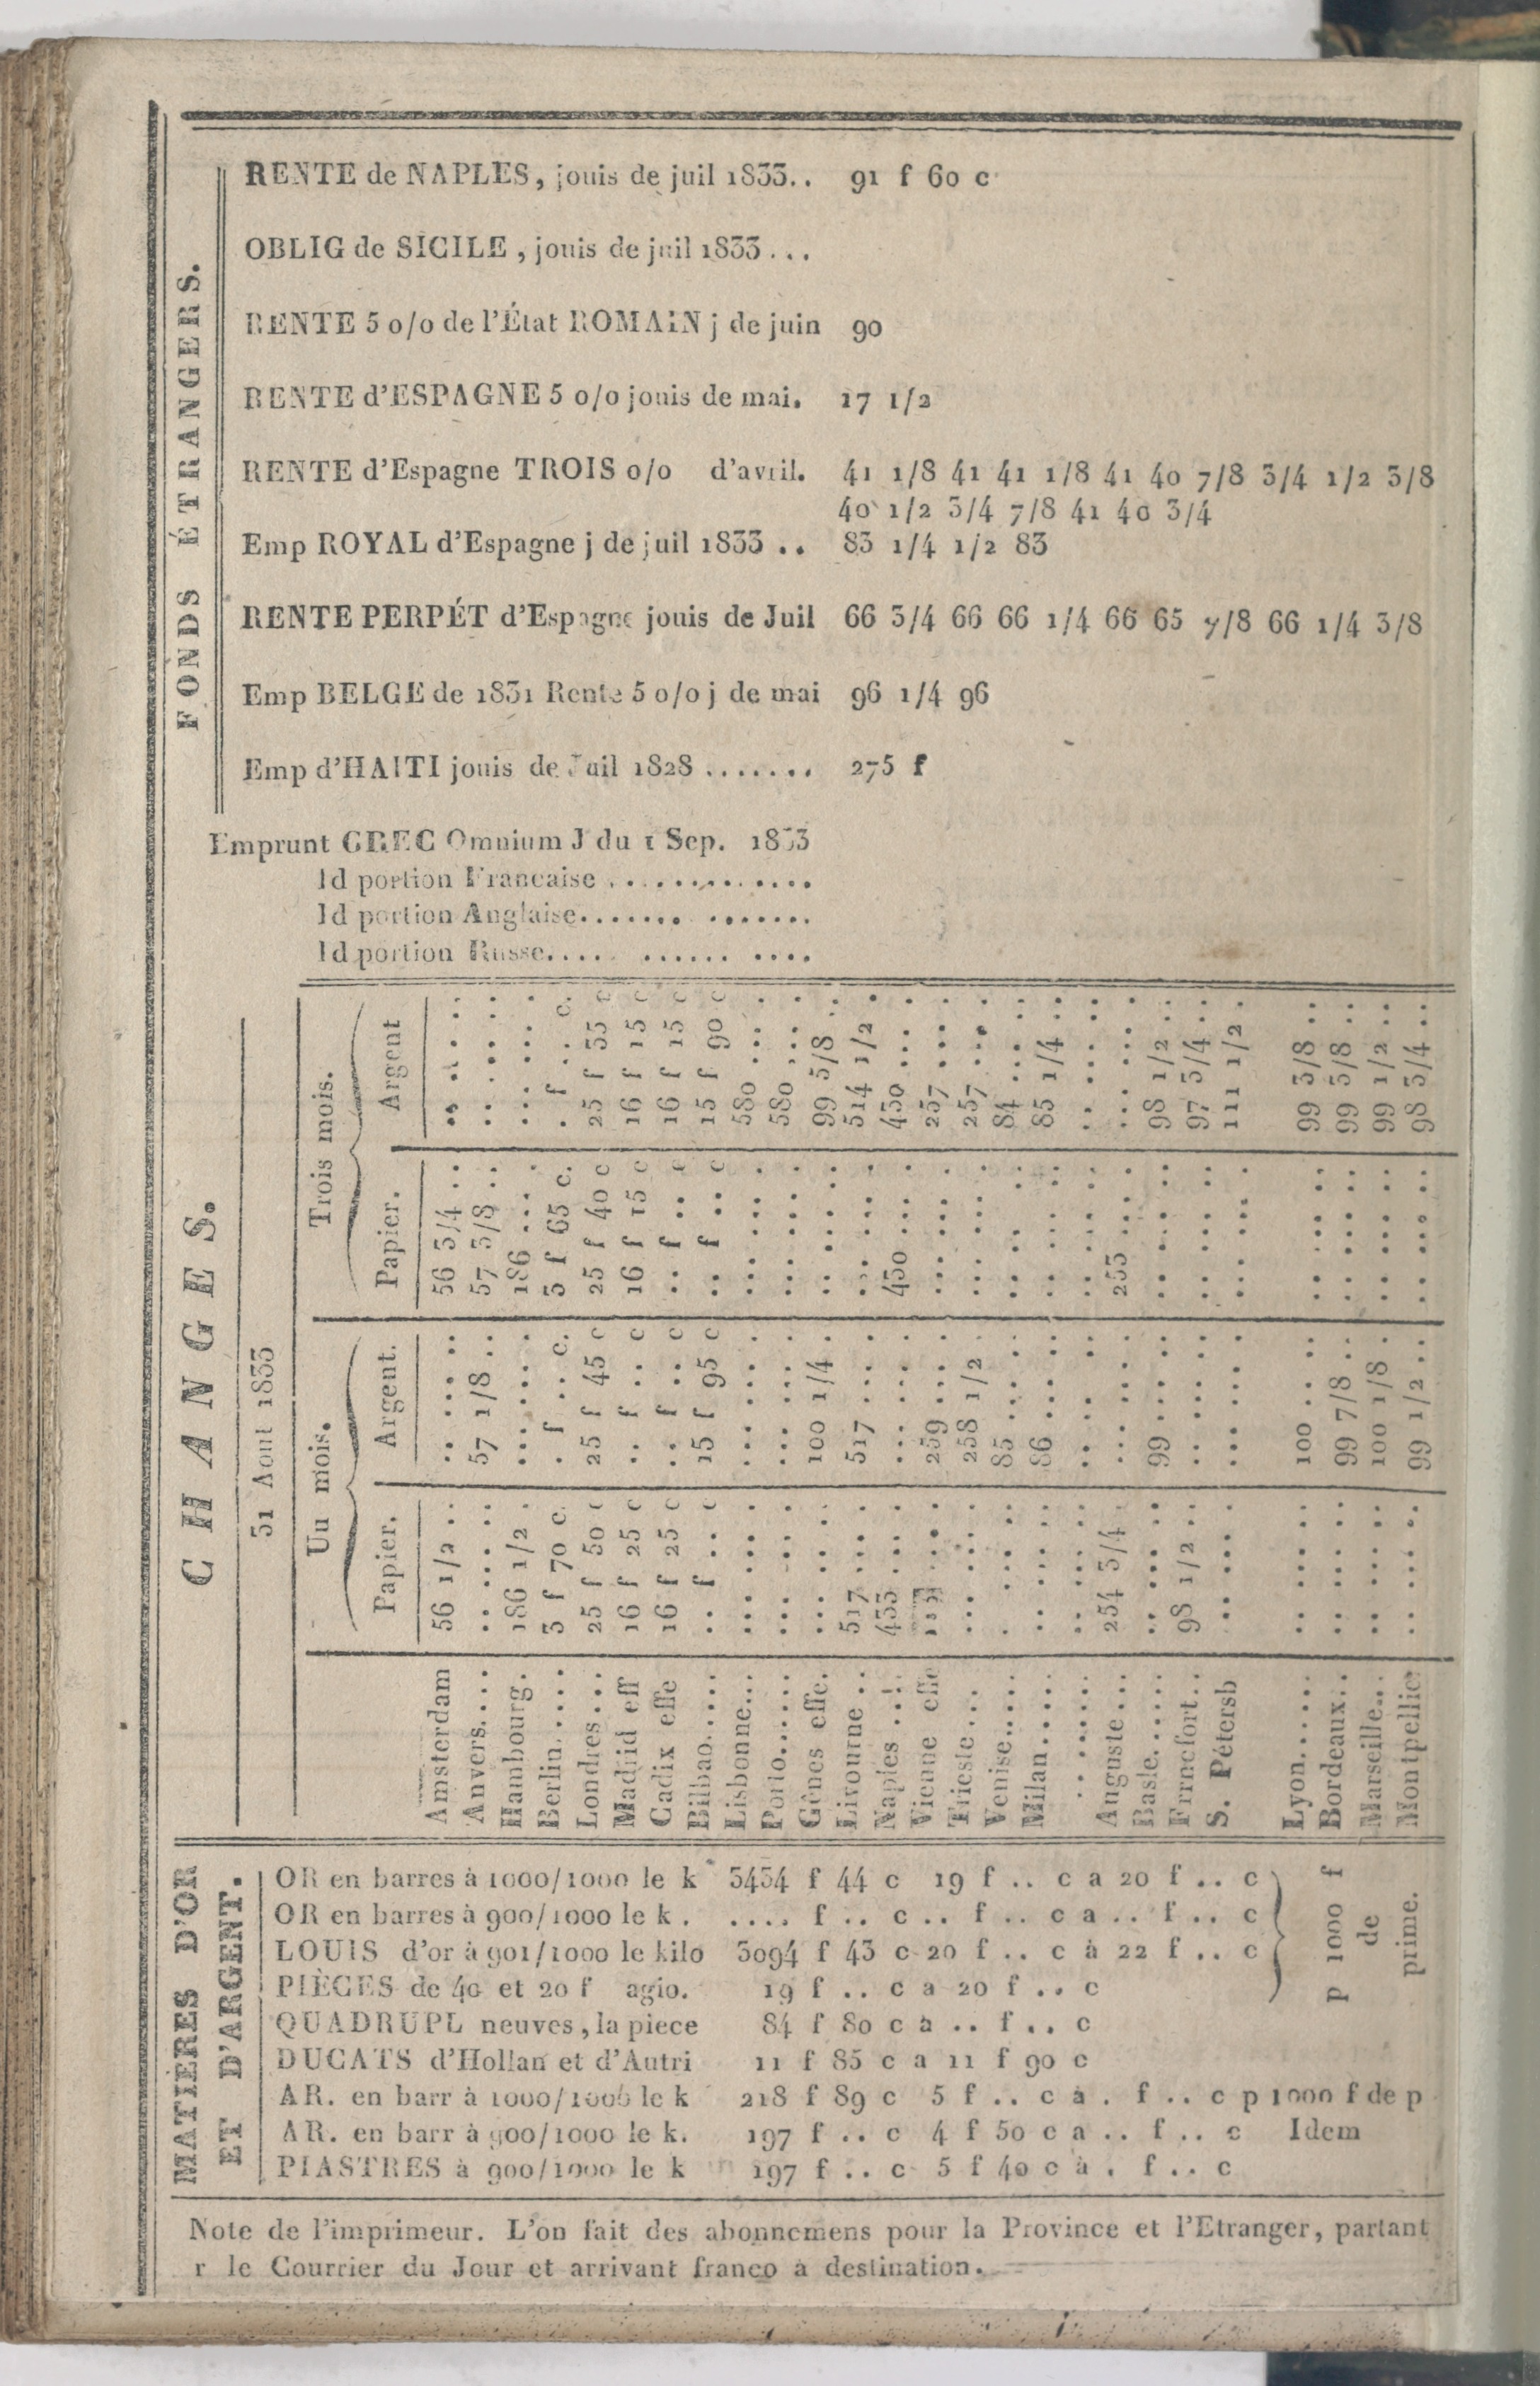 FONDS ÉTRANGERS.
RENTE de NAPLES, jouis de juil 1833.. 91 f 60 c
OBLIG de SICILE, jouis de juil 1833...
RENTE 5 o/o de l'État ROMAIN j de juin 90
RENTE d'ESPAGNE 5 o/o jouis de mai. 17 1/2
RENTE d'Espagne TROIS o/o d'avril. 41 1/8 41 41 1/8 41 40 7/8 3/4 1/2 3/8
40 1/2 3/4 7/8 41 40 3/4
Emp ROYAL d'Espagne j de juil 1833 .. 83 1/4 1/2 83
RENTE PERPÉT d'Espagne jouis de Juil 66 3/4 66 66 1/4 66 65 7/8 66 1/4 3/8
Emp BELGE de 1831 Rente 5 o/o j de mai 96 1/4 96
Emp d'HAITI jouis de Juil 1828 ....... 275 f
Emprunt GREC Omnium J du 1 Sep. 1833
Id portion Francaise .............
Id portion Anglaise....... .......
Id portion Russe..... ...... ....
CHANGES.
31 Aout 1833
Uu mois. Trois mois.
Papier. Argent. Papier. Argent
Amsterdam 56 1/2 .. .. ... .. 56 3/4 .. .. ... ..
Anvers.... .. ... .. 57 1/8 .. 57 3/8 .. .. ... ..
Hambourg. 186 1/2 . ... ... . 186 ... . ... ... .
Berlin..... 3 f 70 c. . f .. c. 3 f 65 c. . f .. c.
Londres... 25 f 50 c 25 f 45 c 25 f 40 c 25 f 35 c
Madrid eff 16 f 25 c .. f .. c 16 f 15 c 16 f 15 c
Cadix effe 16 f 25 c .. f .. c .. f .. c 16 f 15 c
Bilbao..... .. f .. c 15 f 95 c .. f .. c 15 f 90 c
Lisbonne... ... ... . ... ... . ... ... . 580 ... .
Porto...... ... ... . ... ... . ... ... . 580 ... .
Gênes effe. ... ... . 100 1/4 . .. ... .. 99 5/8 ..
Livourne .. 517 ... . 517 ... . ... ... . 514 1/2 .
Naples .... 433 ... . ... ... . 430 ... . 430 ... .
Vienne effe ... . 259 ... . ... ... . 257 ... .
Trieste.... ... ... . 258 1/2 . ... ... . 257 ... .
Venise..... . ... .. 85 ... .. .. ... .. 84 ... ..
Milan...... .. ... .. 86 ... .. . ... .. 85 1/4 ..
. ...... .. ... .. .. ... .. .. ... .. .. ... ..
Auguste.... 254 3/4 . ... ... . 253 ... . ... ... .
Basle...... .. ... .. 99 ... .. .. ... .. 98 1/2 ..
Frrncfort.. 98 1/2 .. .. ... .. .. ... .. 97 3/4 ..
S. Pétersb ... ... . ... ... . ... ... . 111 1/2 .
Lyon...... .. ... .. 100 ... .. .. ... .. 99 3/8 ..
Bordeaux... .. ... .. 99 7/8 .. .. ... .. 99 3/8 ..
Marseille... .. ... .. 100 1/8 . .. ... .. 99 1/2 ..
Montpellier .. ... .. 99 1/2 .. .. ... .. 98 3/4 ..
MATIERES D'OR
ET D'ARGENT.
OR en barres à 1000/1000 le k 3434 f 44 c 19 f .. c a 20 f .. c
OR en barres à 900/1000 le k . .... f .. c .. f .. c a .. f .. c
LOUIS d'or à 901/1000 le kilo 3094 f 43 c 20 f .. c à 22 f .. c
PIÈCES de 40 et 20 f agio. 19 f .. c a 20 f .. c
p 1000 f
de
prime.
QUADRUPL neuves, la piece 84 f 80 c à .. f .. c
DUCATS d'Hollan et d'Autri 11 f 85 c a 11 f 90 c
AR. en barr à 1000/1000 le k 218 f 89 c 5 f .. c à . f .. c p 1000 f de p
AR. en barr à 900/1000 le k. 197 f .. c 4 f 50 c a .. f .. c Idem
PIASTRES à 900/1000 le k 197 f .. c 5 f 40 c à . f .. c
Note de l'imprimeur. L'on fait des abonnemens pour la Province et l'Etranger, partant
r le Courrier du Jour et arrivant franco à destination.